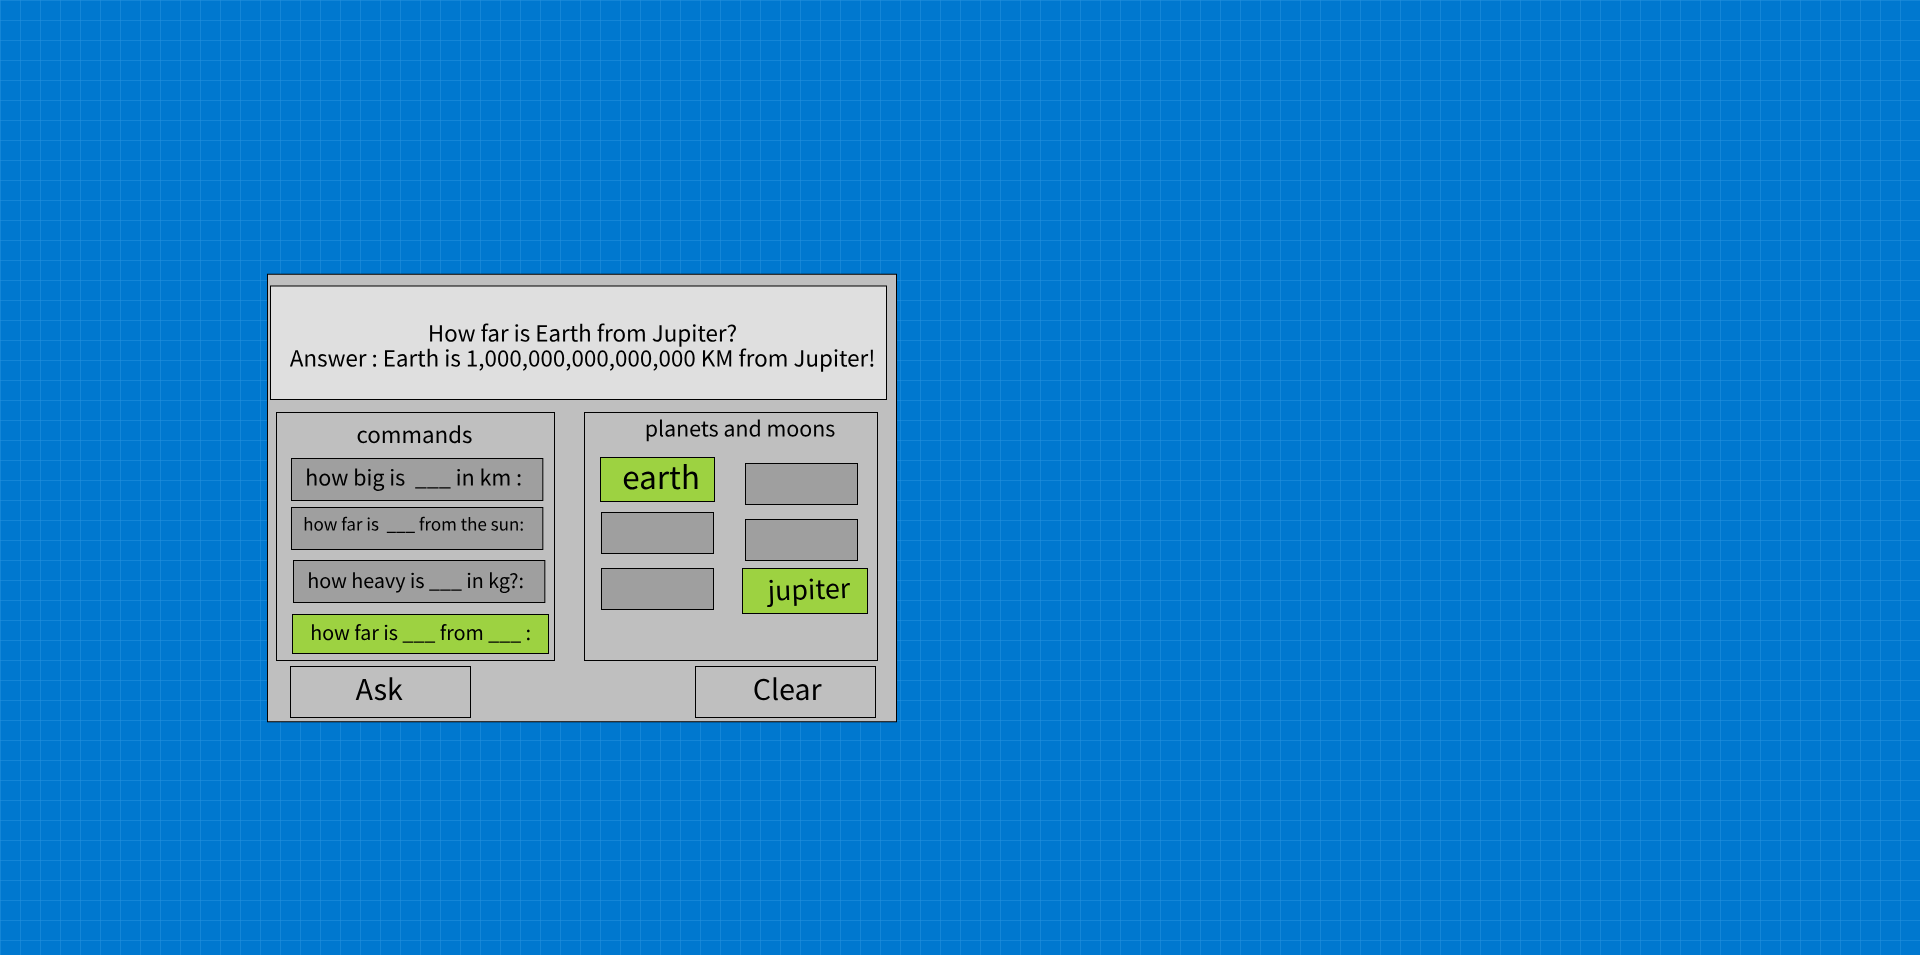 How far is Earth from Jupiter?
Answer : Earth is 1,000,000,000,000,000 KM from Jupiter!
commands
how big is ___ in km :
how far is ___ from the sun:
how heavy is ___ in kg?:
how far is ___ from ___ :
planets and moons
earth
jupiter
Ask
Clear